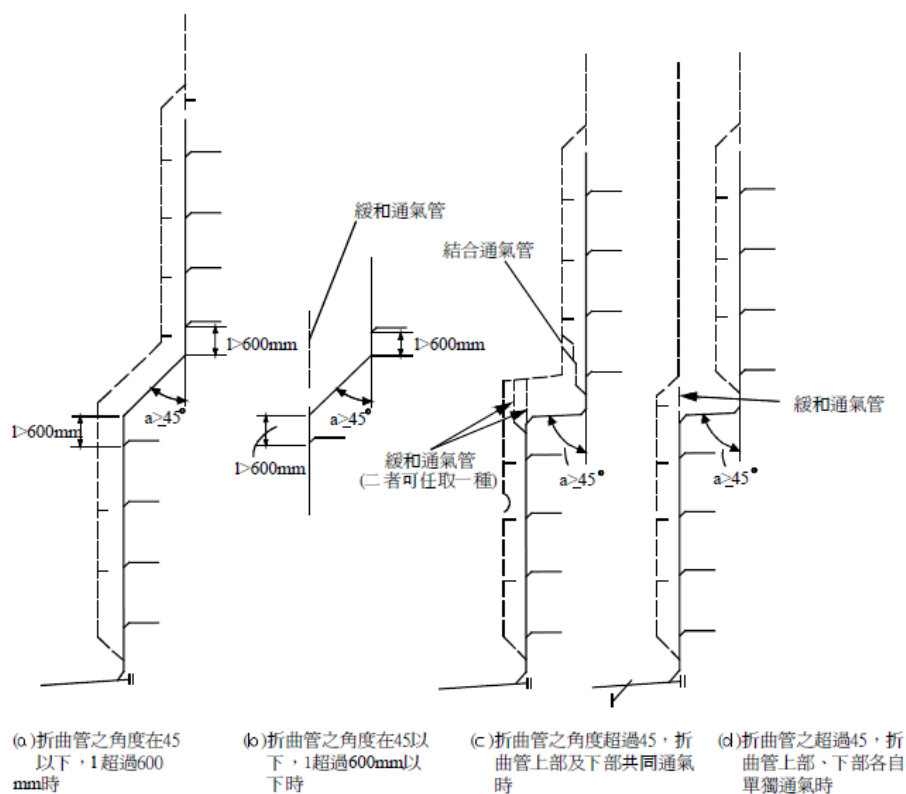 緩和通氣管
結合通氣管
l>600mm
a≥45°
l>600mm
l>600mm
a≥45°
l>600mm
緩和通氣管
(二者可任取一種)
a≥45°
緩和通氣管
a≥45°
(a)折曲管之角度在45
以下，l超過600
mm時
(b)折曲管之角度在45以
下，l超過600mm以
下時
(c)折曲管之角度超過45，折
曲管上部及下部共同通氣
時
(d)折曲管之超過45，折
曲管上部、下部各自
單獨通氣時